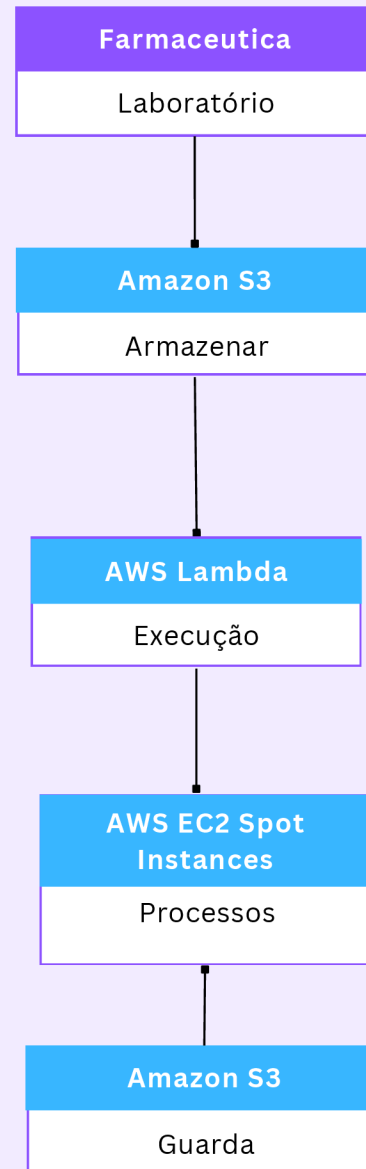 Farmaceutica
Laboratório
Amazon S3
Armazenar
AWS Lambda
Execução
AWS EC2 Spot
Instances
Processos
Amazon S3
Guarda